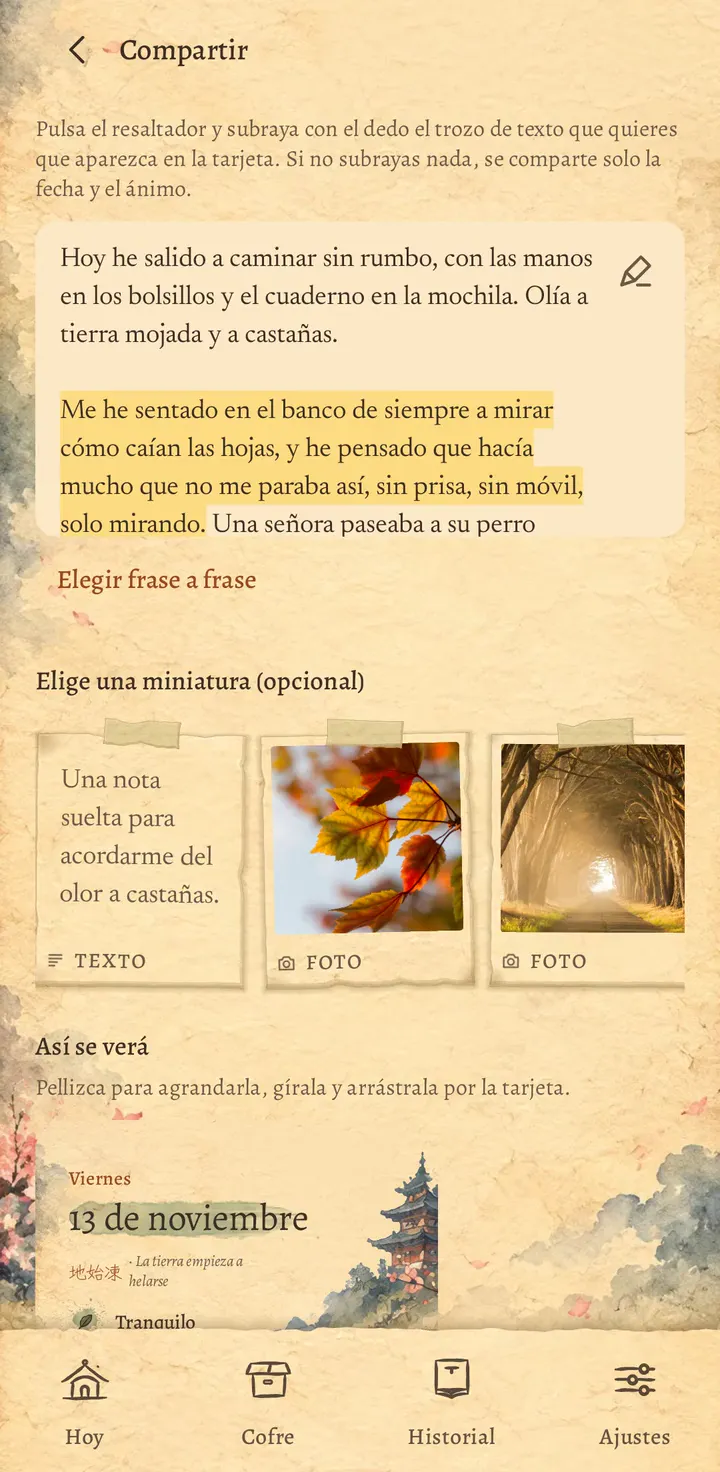 Compartir
Pulsa el resaltador y subraya con el dedo el trozo de texto que quieres
que aparezca en la tarjeta. Si no subrayas nada, se comparte solo la
fecha y el ánimo.
Hoy he salido a caminar sin rumbo, con las manos
en los bolsillos y el cuaderno en la mochila. Olía a
tierra mojada y a castañas.
Me he sentado en el banco de siempre a mirar
cómo caían las hojas, y he pensado que hacía
mucho que no me paraba así, sin prisa, sin móvil,
solo mirando. Una señora paseaba a su perro
Elegir frase a frase
Elige una miniatura (opcional)
Una nota
suelta para
acordarme del
olor a castañas.
TEXTO
FOTO
FOTO
Así se verá
Pellizca para agrandarla, gírala y arrástrala por la tarjeta.
Viernes
13 de noviembre
地始凍 · La tierra empieza a
helarse
Tranquilo
Hoy
Cofre
Historial
Ajustes